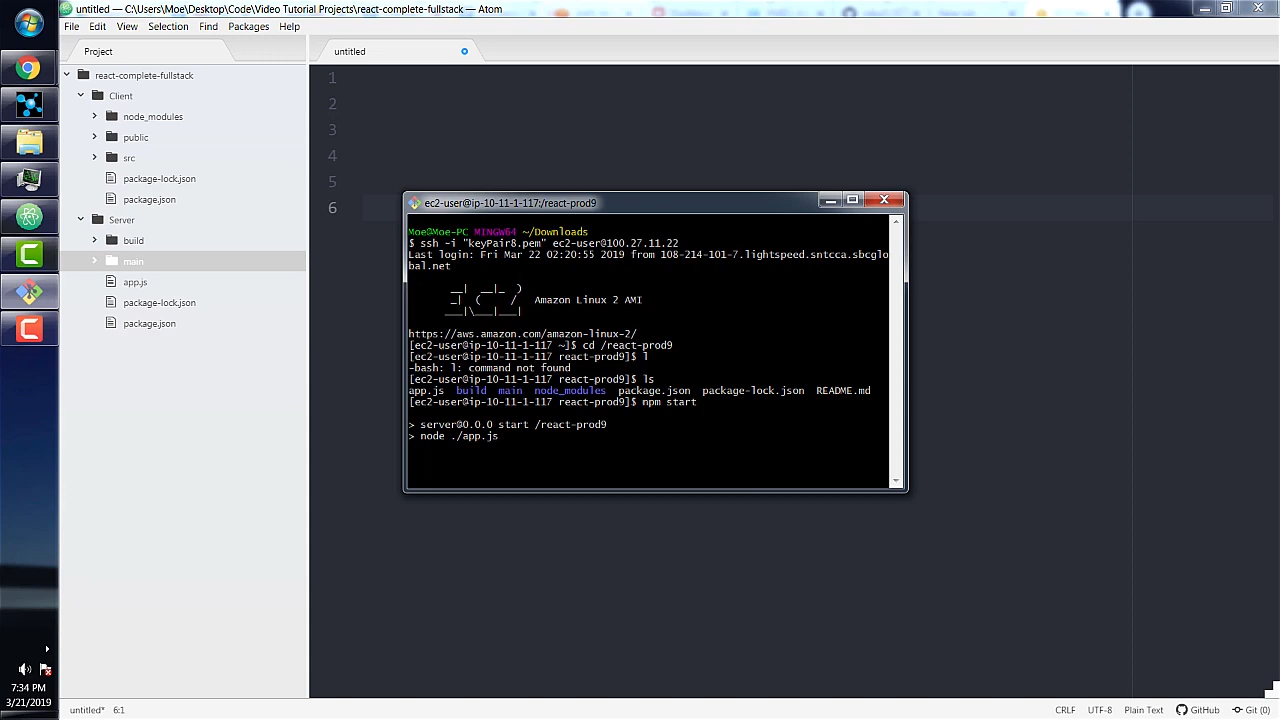 untitled — C:\Users\Moe\Desktop\Code\Video Tutorial Projects\react-complete-fullstack — Atom
File Edit View Selection Find Packages Help
Project
untitled
react-complete-fullstack
Client
node_modules
public
src
package-lock.json
package.json
Server
build
main
app.js
package-lock.json
package.json
1
2
3
4
5
6
ec2-user@ip-10-11-1-117:/react-prod9
Moe@Moe-PC MINGW64 ~/Downloads
$ ssh -i "keyPair8.pem" ec2-user@100.27.11.22
Last login: Fri Mar 22 02:20:55 2019 from 108-214-101-7.lightspeed.sntcca.sbcglo
bal.net
__| __|_ )
_| ( / Amazon Linux 2 AMI
___|\___|___|
https://aws.amazon.com/amazon-linux-2/
[ec2-user@ip-10-11-1-117 ~]$ cd /react-prod9
[ec2-user@ip-10-11-1-117 react-prod9]$ l
-bash: l: command not found
[ec2-user@ip-10-11-1-117 react-prod9]$ ls
app.js build main node_modules package.json package-lock.json README.md
[ec2-user@ip-10-11-1-117 react-prod9]$ npm start
> server@0.0.0 start /react-prod9
> node ./app.js
7:34 PM
3/21/2019
untitled* 6:1
CRLF UTF-8 Plain Text GitHub Git (0)